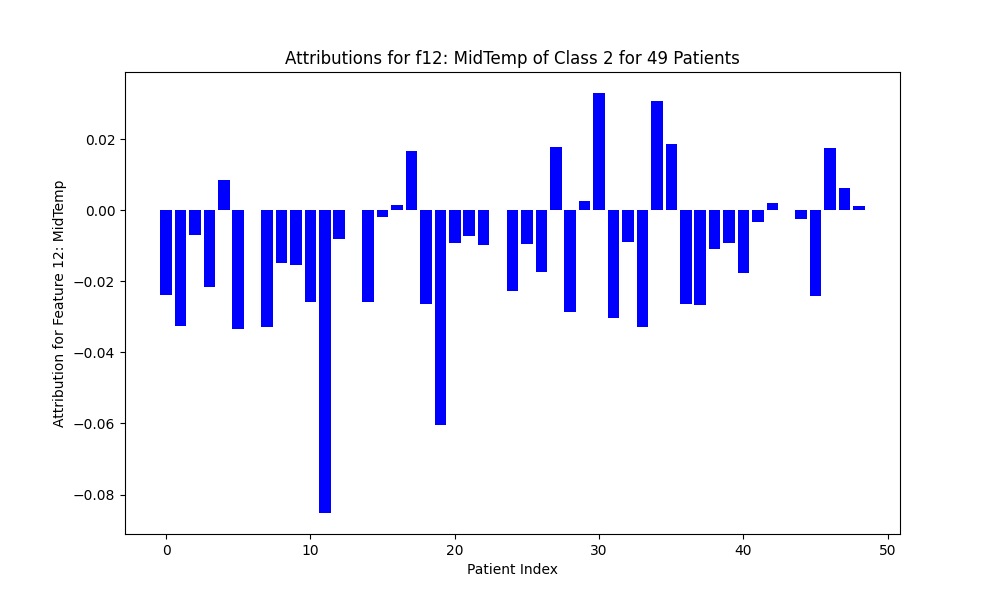 Attributions for f12: MidTemp of Class 2 for 49 Patients
Attribution for Feature 12: MidTemp
0.02
0.00
−0.02
−0.04
−0.06
−0.08
0 10 20 30 40 50
Patient Index